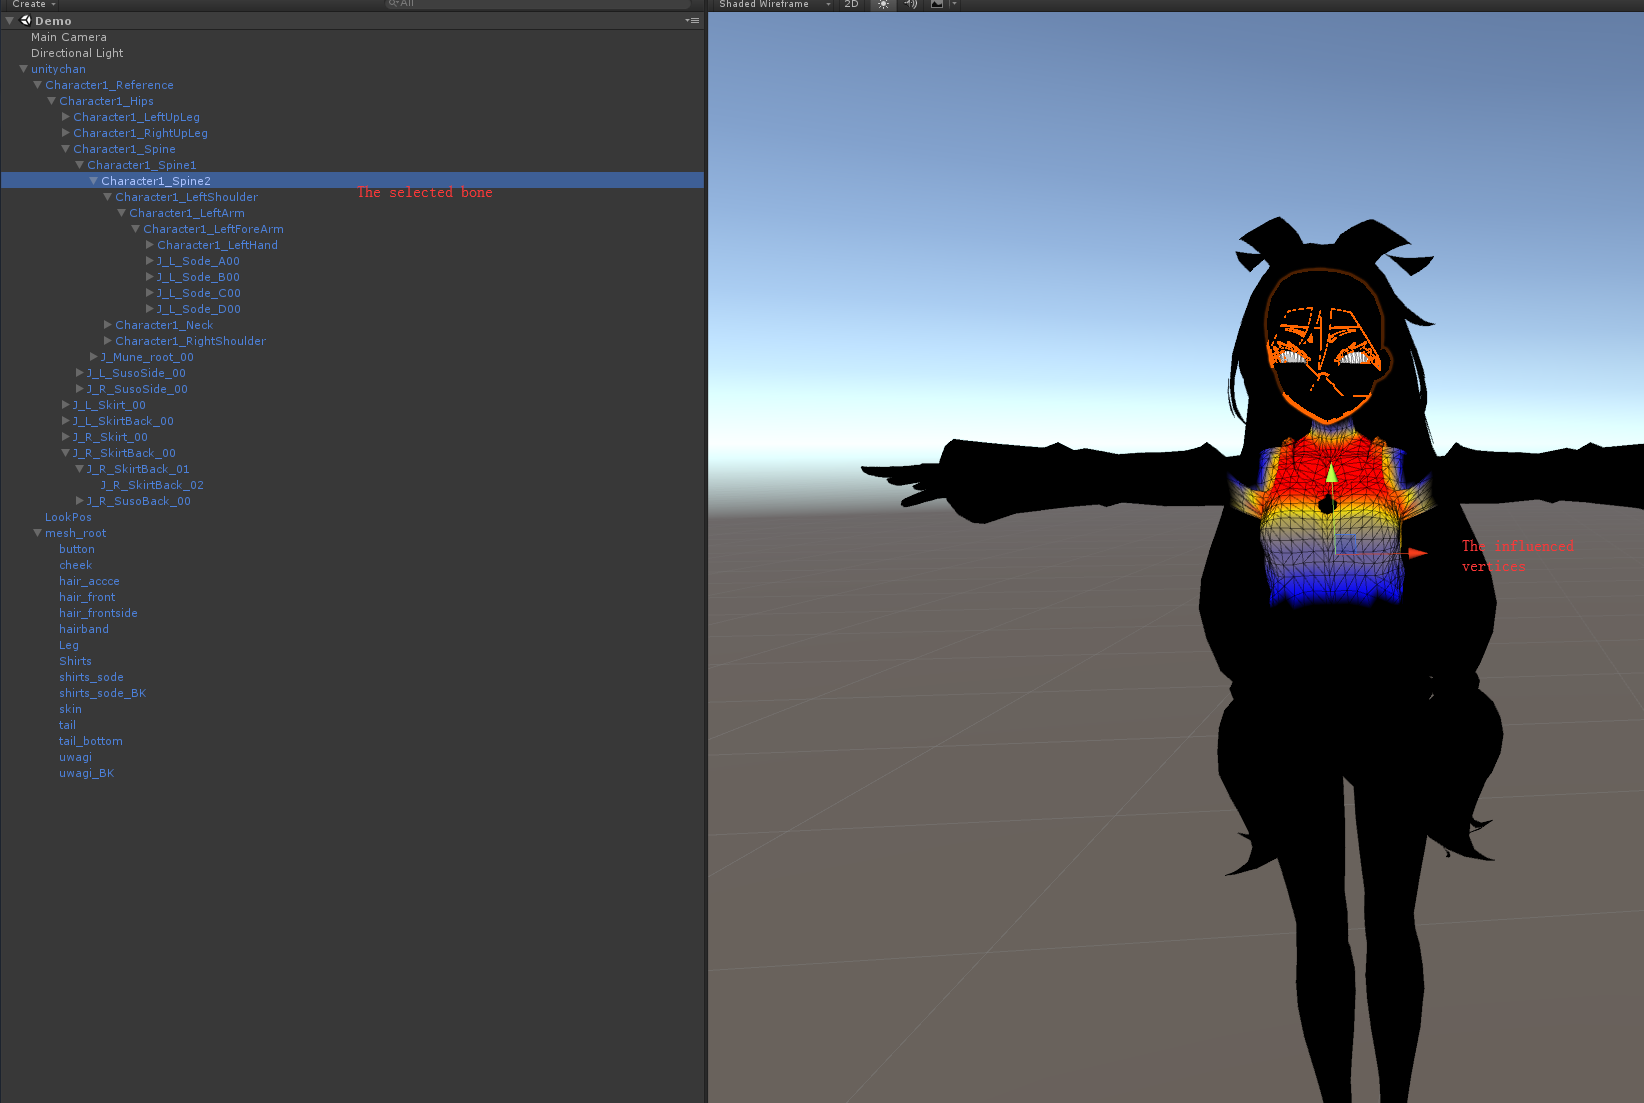 Create
All
Demo
Main Camera
Directional Light
unitychan
Character1_Reference
Character1_Hips
Character1_LeftUpLeg
Character1_RightUpLeg
Character1_Spine
Character1_Spine1
Character1_Spine2
Character1_LeftShoulder
Character1_LeftArm
Character1_LeftForeArm
Character1_LeftHand
J_L_Sode_A00
J_L_Sode_B00
J_L_Sode_C00
J_L_Sode_D00
Character1_Neck
Character1_RightShoulder
J_Mune_root_00
J_L_SusoSide_00
J_R_SusoSide_00
J_L_Skirt_00
J_L_SkirtBack_00
J_R_Skirt_00
J_R_SkirtBack_00
J_R_SkirtBack_01
J_R_SkirtBack_02
J_R_SusoBack_00
LookPos
mesh_root
button
cheek
hair_accce
hair_front
hair_frontside
hairband
Leg
Shirts
shirts_sode
shirts_sode_BK
skin
tail
tail_bottom
uwagi
uwagi_BK
The selected bone
Shaded Wireframe
2D
The influenced
vertices